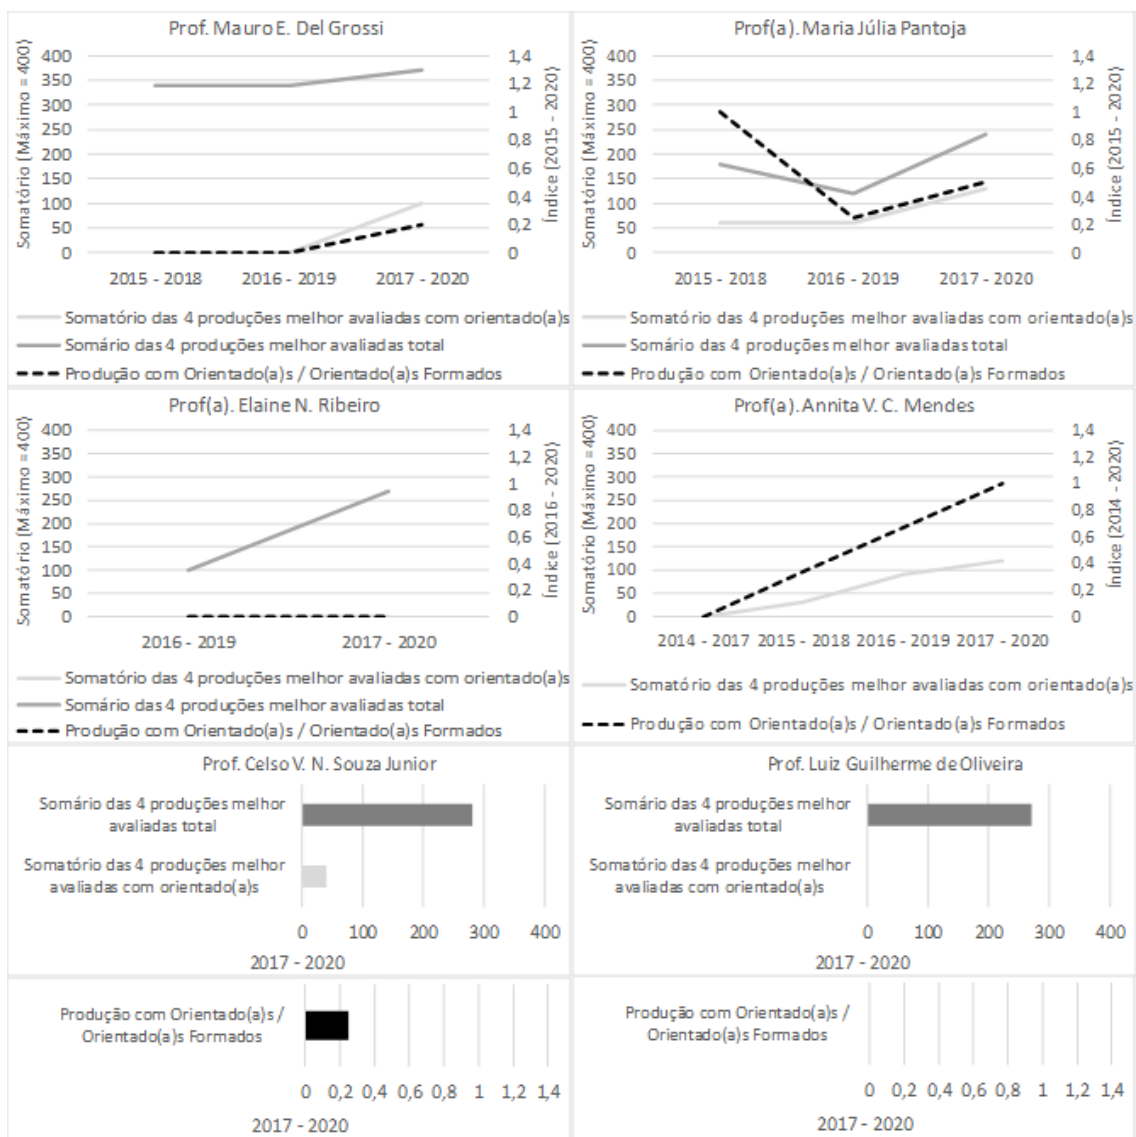 Prof. Mauro E. Del Grossi
Somatório (Máximo = 400)
400
350
300
250
200
150
100
50
0
1,4
1,2
1
0,8
0,6
0,4
0,2
0
Índice (2015 - 2020)
2015 - 2018 2016 - 2019 2017 - 2020
Somatório das 4 produções melhor avaliadas com orientado(a)s
Somário das 4 produções melhor avaliadas total
Produção com Orientado(a)s / Orientado(a)s Formados
Prof(a). Maria Júlia Pantoja
Somatório (Máximo = 400)
400
350
300
250
200
150
100
50
0
1,4
1,2
1
0,8
0,6
0,4
0,2
0
Índice (2015 - 2020)
2015 - 2018 2016 - 2019 2017 - 2020
Somatório das 4 produções melhor avaliadas com orientado(a)s
Somário das 4 produções melhor avaliadas total
Produção com Orientado(a)s / Orientado(a)s Formados
Prof(a). Elaine N. Ribeiro
Somatório (Máximo = 400)
400
350
300
250
200
150
100
50
0
1,4
1,2
1
0,8
0,6
0,4
0,2
0
Índice (2016 - 2020)
2016 - 2019 2017 - 2020
Somatório das 4 produções melhor avaliadas com orientado(a)s
Somário das 4 produções melhor avaliadas total
Produção com Orientado(a)s / Orientado(a)s Formados
Prof(a). Annita V. C. Mendes
Somatório (Máximo = 400)
400
350
300
250
200
150
100
50
0
1,4
1,2
1
0,8
0,6
0,4
0,2
0
Índice (2014 - 2020)
2014 - 2017 2015 - 2018 2016 - 2019 2017 - 2020
Somatório das 4 produções melhor avaliadas com orientado(a)s
Produção com Orientado(a)s / Orientado(a)s Formados
Prof. Celso V. N. Souza Junior
Somário das 4 produções melhor
avaliadas total
Somatório das 4 produções melhor
avaliadas com orientado(a)s
0 100 200 300 400
2017 - 2020
Prof. Luiz Guilherme de Oliveira
Somário das 4 produções melhor
avaliadas total
Somatório das 4 produções melhor
avaliadas com orientado(a)s
0 100 200 300 400
2017 - 2020
Produção com Orientado(a)s /
Orientado(a)s Formados
0 0,2 0,4 0,6 0,8 1 1,2 1,4
2017 - 2020
Produção com Orientado(a)s /
Orientado(a)s Formados
0 0,2 0,4 0,6 0,8 1 1,2 1,4
2017 - 2020